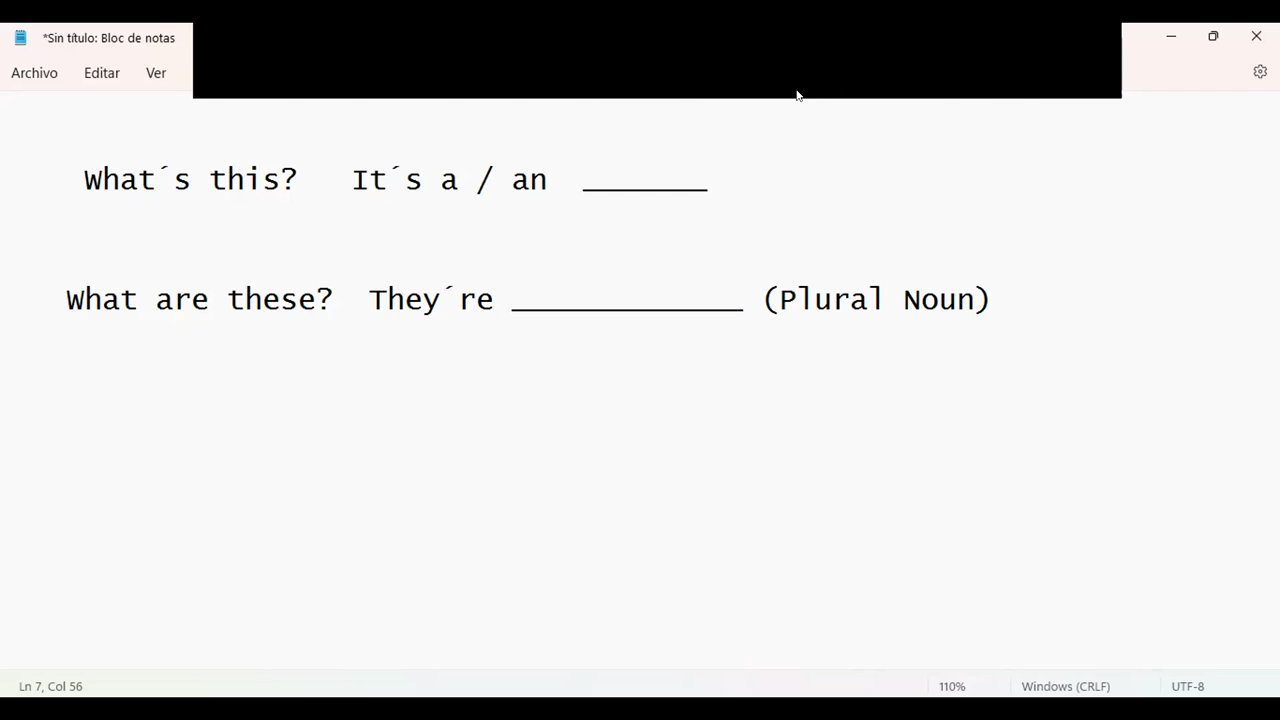 *Sin título: Bloc de notas
Archivo Editar Ver
What´s this? It´s a / an _______
What are these? They´re _____________ (Plural Noun)
Ln 7, Col 56 110% Windows (CRLF) UTF-8